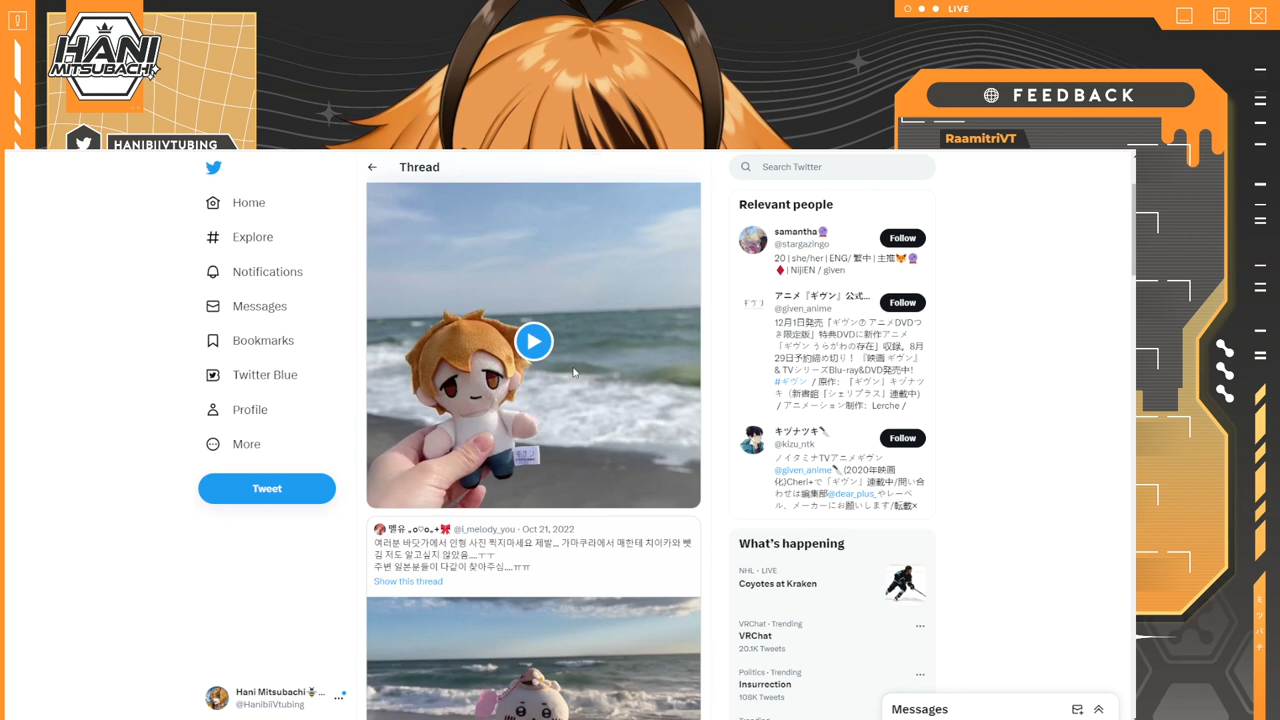 LIVE
HANI
MITSUBACHI
HANIBIIVTUBING
FEEDBACK
RaamitriVT
Thread
Search Twitter
Home
Explore
Notifications
Messages
Bookmarks
Twitter Blue
Profile
More
Tweet
Hani Mitsubachi
@HanibiiVtubing
벨유
@i_melody_you · Oct 21, 2022
여러분 바닷가에서 인형 사진 찍지마세요 제발... 가마쿠라에서 매한테 치이카와 뺏
김 저도 알고싶지 않았음....ㅜㅜ
주변 일본분들이 다같이 찾아주심....ㅠㅠ
Show this thread
Relevant people
samantha
@stargazingo
Follow
20 | she/her | ENG/ 繁中 | 主推
| NijiEN / given
アニメ『ギヴン』公式...
@given_anime
Follow
12月1日発売「ギヴン⑦ アニメDVDつ
き限定版」特典DVDに新作アニメ
「ギヴン うらがわの存在」収録。8月
29日予約締め切り！『映画 ギヴン』
& TVシリーズBlu-ray&DVD発売中！
#ギヴン / 原作：「ギヴン」キヅナツ
キ（新書館「シェリプラス」連載中）
/ アニメーション制作：Lerche /
キヅナツキ
@kizu_ntk
Follow
ノイタミナTVアニメギヴン
@given_anime (2020年映画
化)Cheri+で「ギヴン」連載中/問い合
わせは編集部@dear_plus_やレーベ
ル、メーカーにお願いします/転載×
What's happening
NHL · LIVE
Coyotes at Kraken
VRChat · Trending
VRChat
20.1K Tweets
Politics · Trending
Insurrection
108K Tweets
Trending
Messages
ミツバチ